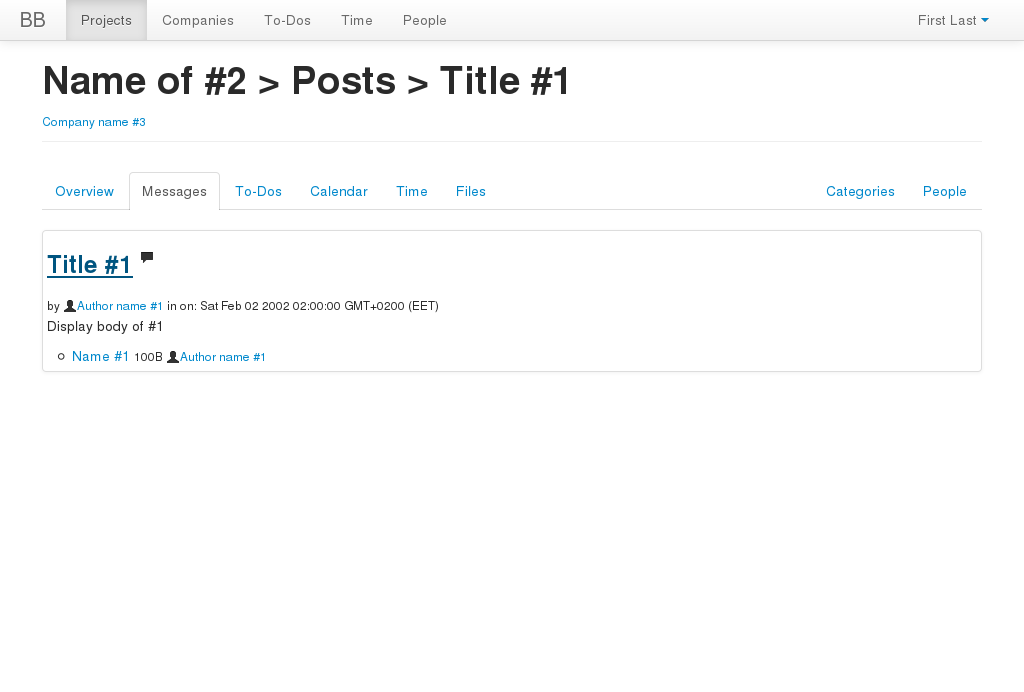 BB Projects Companies To-Dos Time People First Last
Name of #2 > Posts > Title #1
Company name #3
Overview Messages To-Dos Calendar Time Files Categories People
Title #1
by Author name #1 in on: Sat Feb 02 2002 02:00:00 GMT+0200 (EET)
Display body of #1
Name #1 100B Author name #1